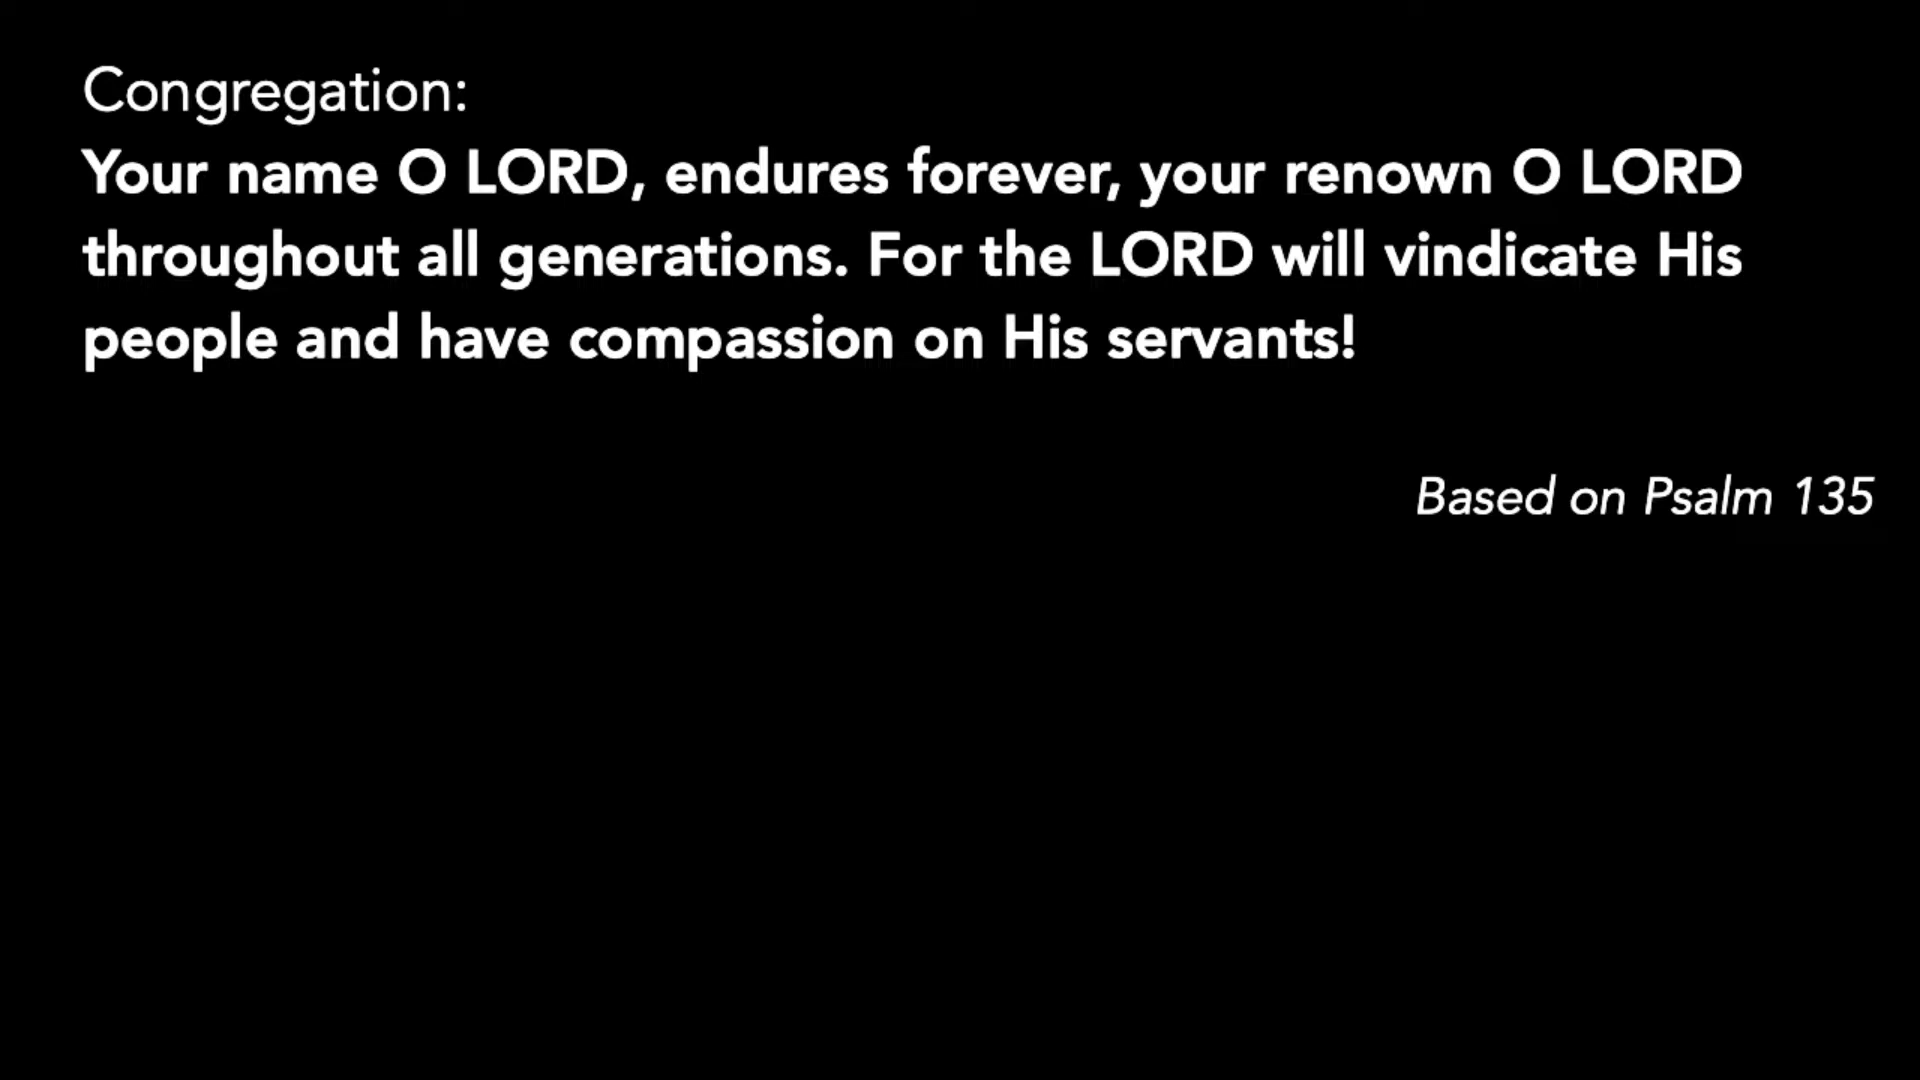 Congregation:
Your name O LORD, endures forever, your renown O LORD
throughout all generations. For the LORD will vindicate His
people and have compassion on His servants!
Based on Psalm 135